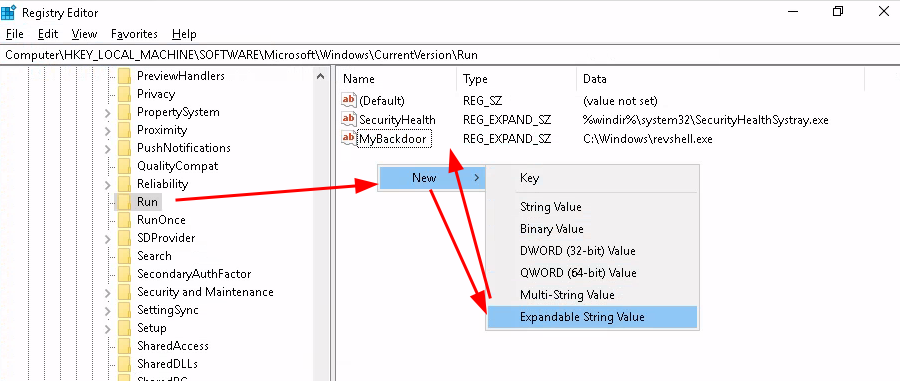 Registry Editor
File Edit View Favorites Help
Computer\HKEY_LOCAL_MACHINE\SOFTWARE\Microsoft\Windows\CurrentVersion\Run
PreviewHandlers
Privacy
PropertySystem
Proximity
PushNotifications
QualityCompat
Reliability
Run
RunOnce
SDProvider
Search
SecondaryAuthFactor
Security and Maintenance
SettingSync
Setup
SharedAccess
SharedDLLs
Name Type Data
ab (Default) REG_SZ (value not set)
ab SecurityHealth REG_EXPAND_SZ %windir%\system32\SecurityHealthSystray.exe
ab MyBackdoor REG_EXPAND_SZ C:\Windows\revshell.exe
New
Key
String Value
Binary Value
DWORD (32-bit) Value
QWORD (64-bit) Value
Multi-String Value
Expandable String Value